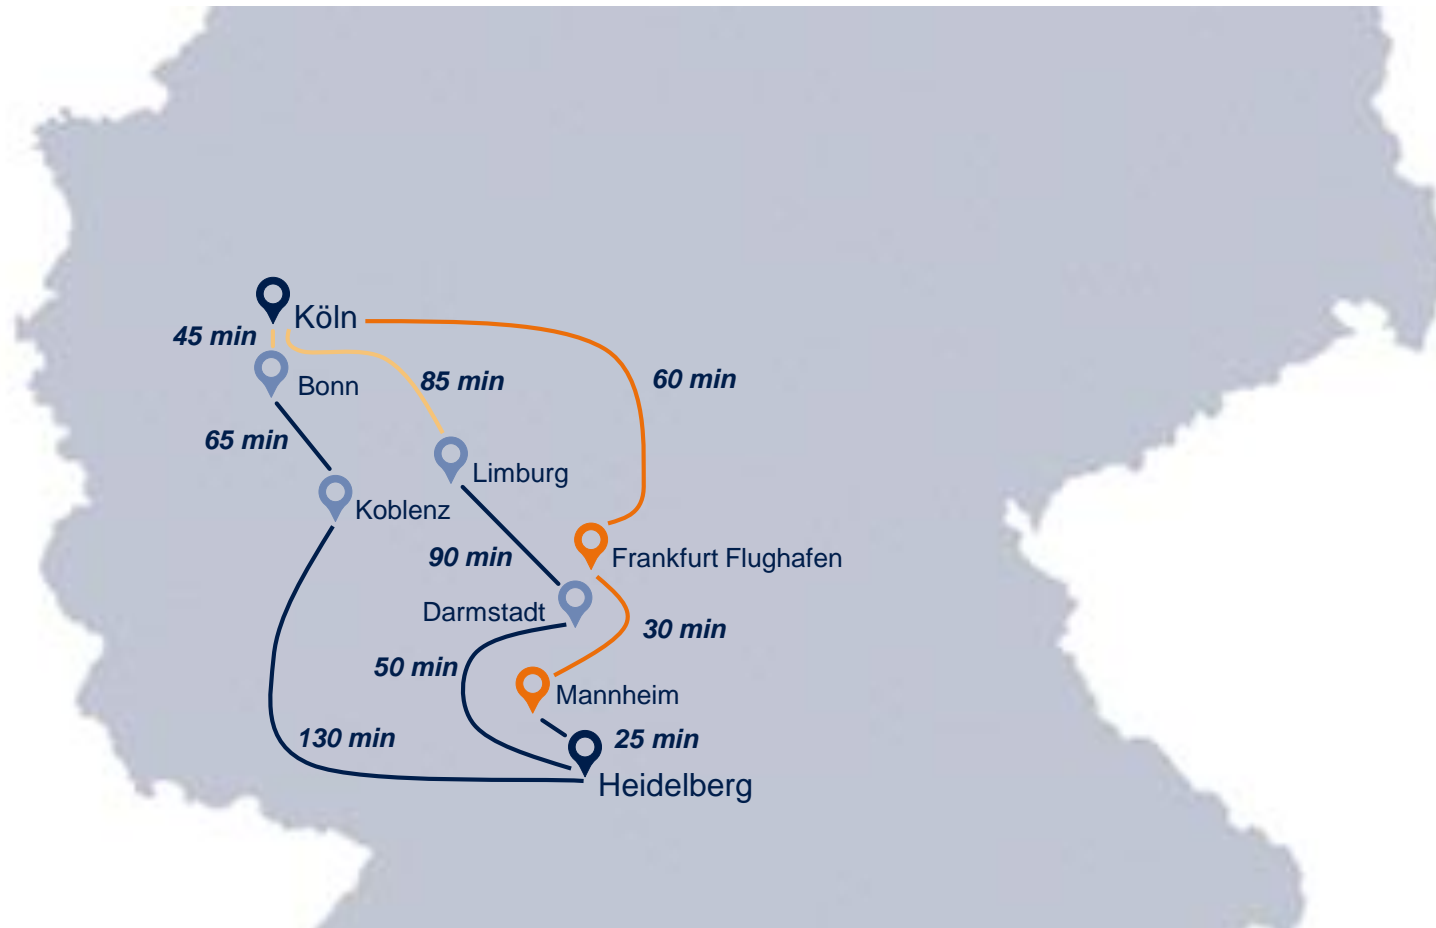 Köln
45 min
Bonn
85 min
60 min
65 min
Limburg
Koblenz
90 min
Frankfurt Flughafen
Darmstadt
30 min
50 min
Mannheim
130 min
25 min
Heidelberg